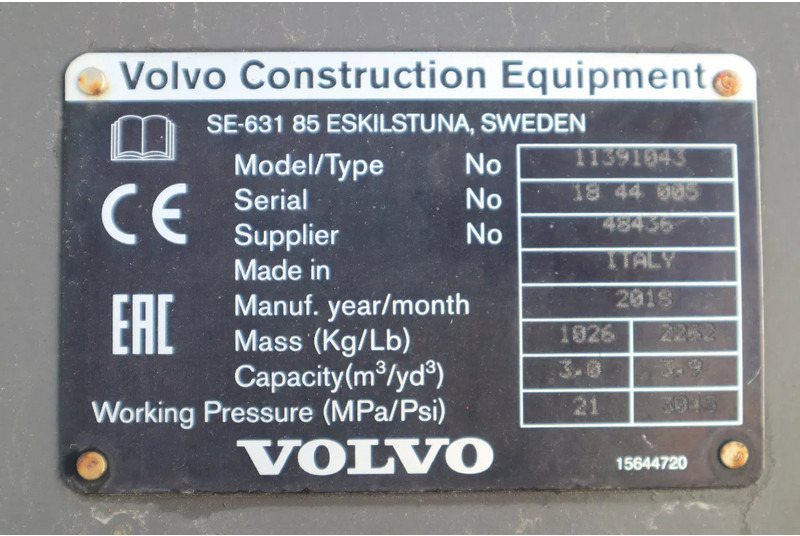 Volvo Construction Equipment
SE-631 85 ESKILSTUNA, SWEDEN
Model/Type No 11391043
Serial No 18 44 005
Supplier No 48436
Made in ITALY
Manuf. year/month 2018
Mass (Kg/Lb) 1026 2262
Capacity(m³/yd³) 3.0 3.9
Working Pressure (MPa/Psi) 21
CE
EAC
VOLVO
15644720